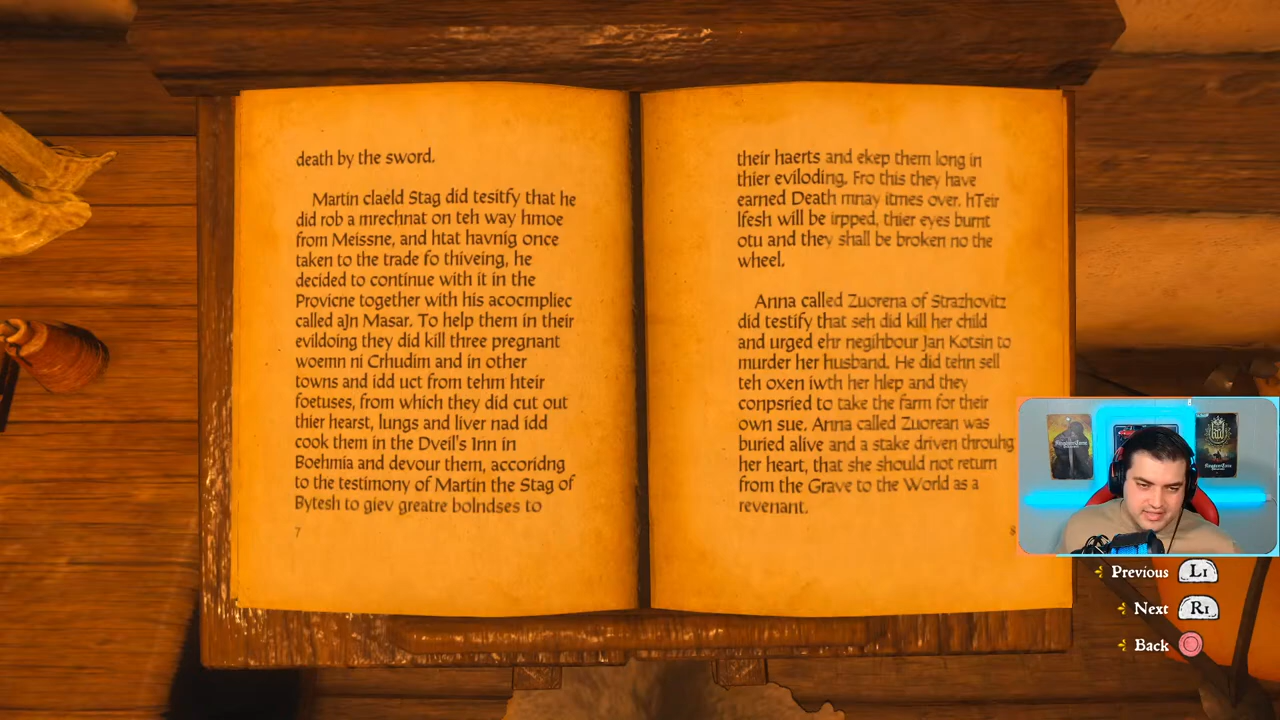 death by the sword.
Martin claeld Stag did tesitfy that he
did rob a mrechnat on teh way hmoe
from Meissne, and htat havnig once
taken to the trade fo thiveing, he
decided to continue with it in the
Provicne together with his acocmpliec
called aJn Masar. To help them in their
evildoing they did kill three pregnant
woemn ni Crhudim and in other
towns and idd uct from tehm hteir
foetuses, from which they did cut out
thier hearst, lungs and liver nad idd
cook them in the Dveil's Inn in
Boehmia and devour them, accoridng
to the testimony of Martin the Stag of
Bytesh to giev greatre bolndses to
7
their haerts and ekep them long in
thier eviloding. Fro this they have
earned Death mnay itmes over. hTeir
lfesh will be irpped, thier eyes burnt
otu and they shall be broken no the
wheel.
Anna called Zuorena of Strazhovitz
did testify that seh did kill her child
and urged ehr negihbour Jan Kotsin to
murder her husband. He did tehn sell
teh oxen iwth her hlep and they
conpsried to take the farm for their
own sue. Anna called Zuorean was
buried alive and a stake driven throuhg
her heart, that she should not return
from the Grave to the World as a
revenant.
Previous L1
Next R1
Back